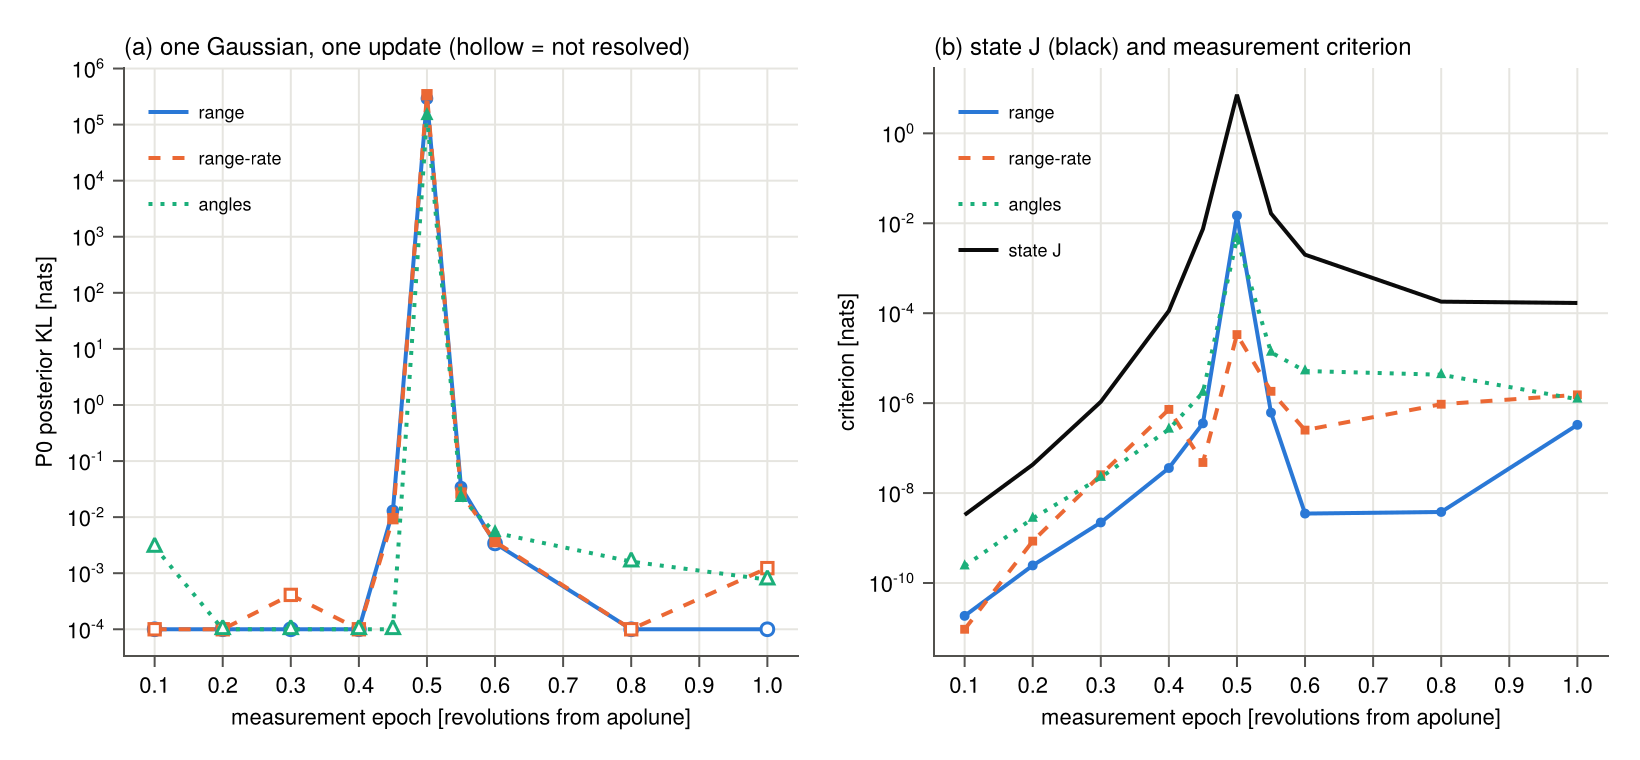 (a) one Gaussian, one update (hollow = not resolved)
P0 posterior KL [nats]
10^6
10^5
10^4
10^3
10^2
10^1
10^0
10^-1
10^-2
10^-3
10^-4
range
range-rate
angles
0.1 0.2 0.3 0.4 0.5 0.6 0.7 0.8 0.9 1.0
measurement epoch [revolutions from apolune]
(b) state J (black) and measurement criterion
criterion [nats]
10^0
10^-2
10^-4
10^-6
10^-8
10^-10
range
range-rate
angles
state J
0.1 0.2 0.3 0.4 0.5 0.6 0.7 0.8 0.9 1.0
measurement epoch [revolutions from apolune]